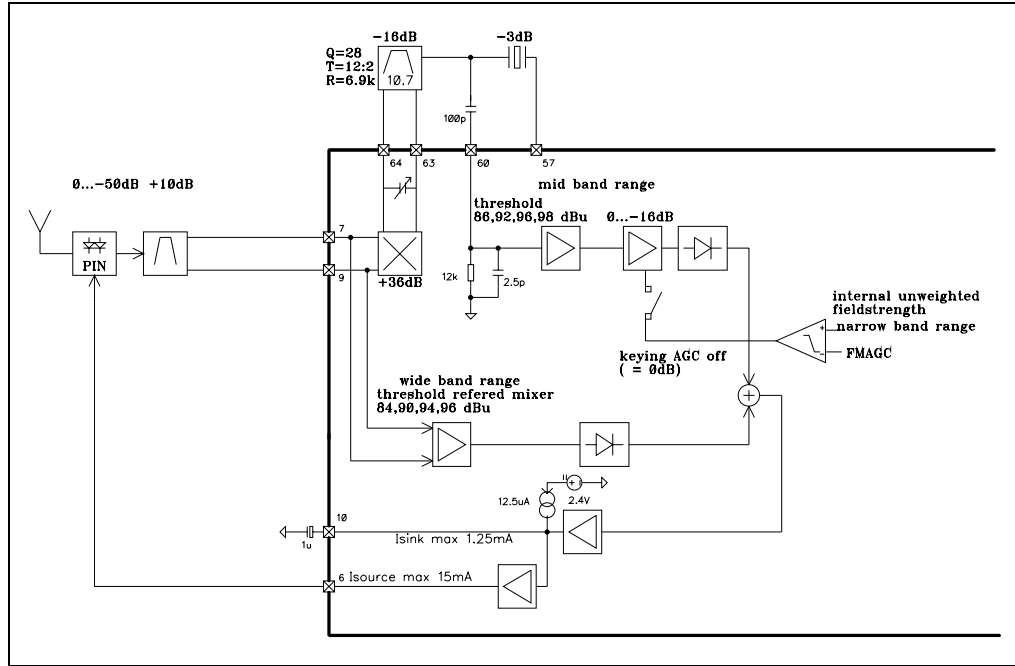 -16dB
-3dB
Q=28
T=12:2
R=6.9k
10.7
100p
64
63
60
57
0...-50dB +10dB
mid band range
threshold
86,92,96,98 dBu
0...-16dB
7
PIN
9
+36dB
12k
2.5p
internal unweighted
fieldstrength
narrow band range
+
-
FMAGC
keying AGC off
( = 0dB)
wide band range
threshold refered mixer
84,90,94,96 dBu
+
12.5uA
2.4V
10
1u
Isink max 1.25mA
6
Isource max 15mA